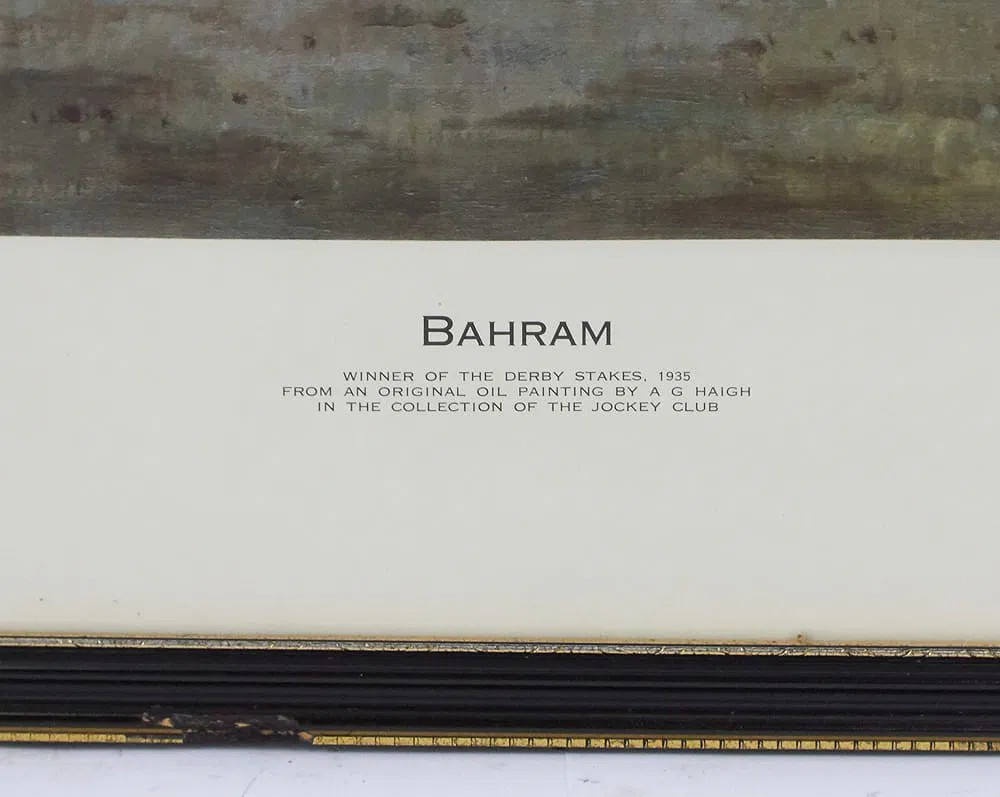 BAHRAM
WINNER OF THE DERBY STAKES, 1935
FROM AN ORIGINAL OIL PAINTING BY A G HAIGH
IN THE COLLECTION OF THE JOCKEY CLUB